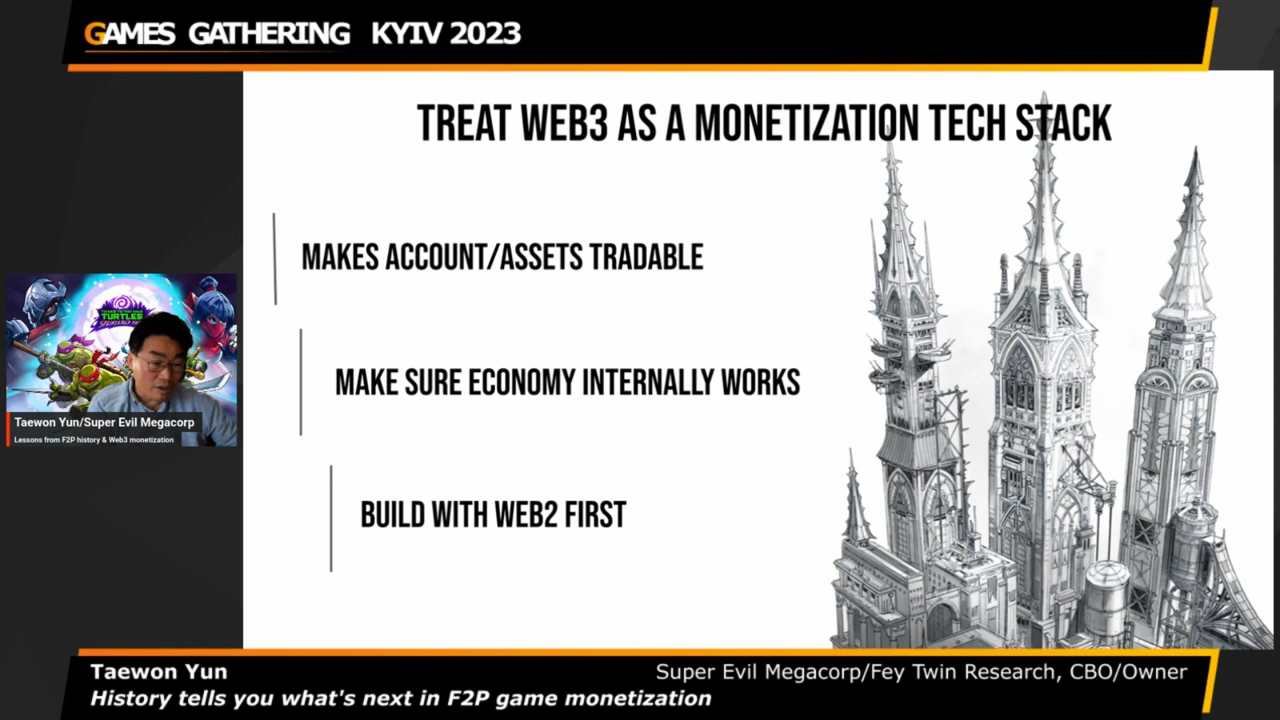 GAMES GATHERING KYIV 2023
TREAT WEB3 AS A MONETIZATION TECH STACK
MAKES ACCOUNT/ASSETS TRADABLE
MAKE SURE ECONOMY INTERNALLY WORKS
BUILD WITH WEB2 FIRST
TURTLES
Taewon Yun/Super Evil Megacorp
Lessons from F2P history & Web3 monetization
Taewon Yun
Super Evil Megacorp/Fey Twin Research, CBO/Owner
History tells you what's next in F2P game monetization